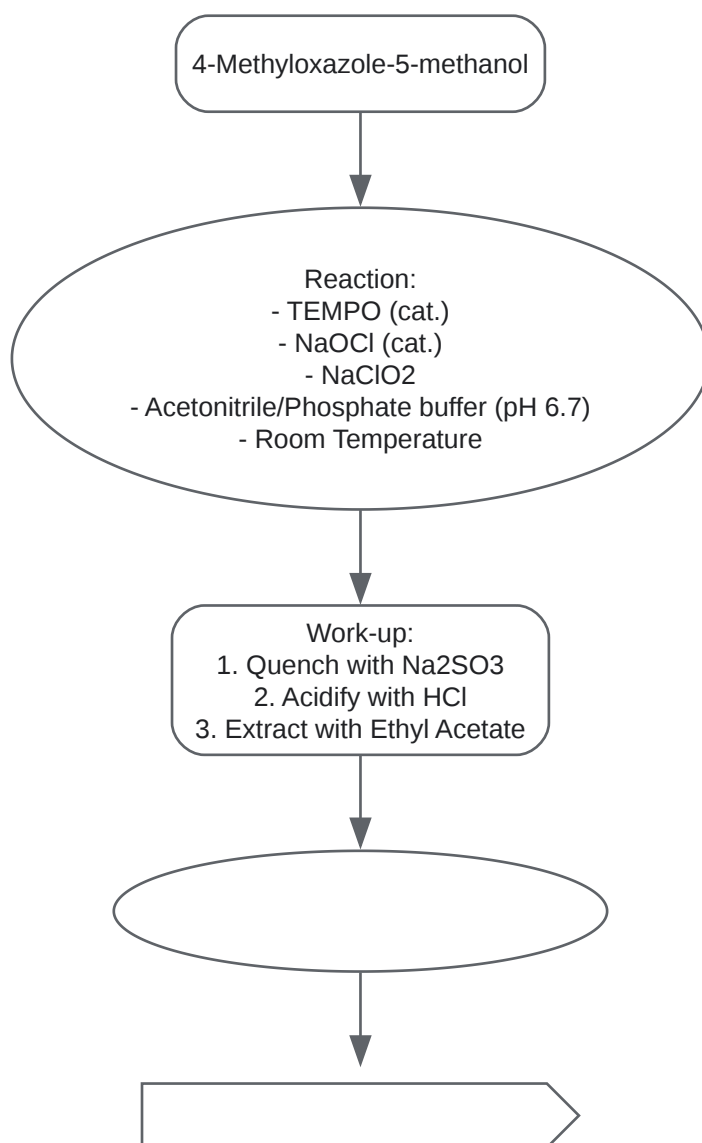 4-Methyloxazole-5-methanol
Reaction:
- TEMPO (cat.)
- NaOCl (cat.)
- NaClO2
- Acetonitrile/Phosphate buffer (pH 6.7)
- Room Temperature
Work-up:
1. Quench with Na2SO3
2. Acidify with HCl
3. Extract with Ethyl Acetate